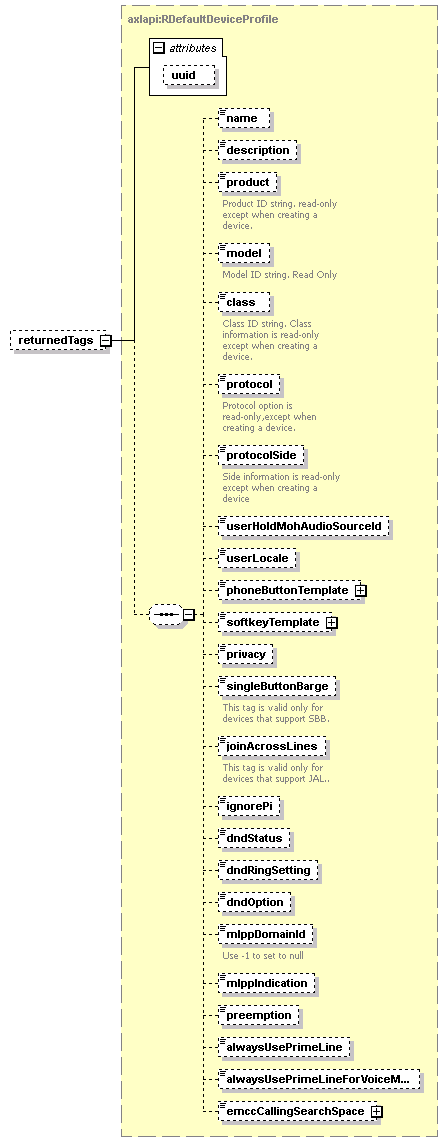 axlapi:RDefaultDeviceProfile
attributes
uuid
name
description
product
Product ID string. read-only
except when creating a
device.
model
Model ID string. Read Only
class
Class ID string. Class
information is read-only
except when creating a
device.
returnedTags
protocol
Protocol option is
read-only,except when
creating a device.
protocolSide
Side information is read-only
except when creating a
device
userHoldMohAudioSourceId
userLocale
phoneButtonTemplate
softkeyTemplate
privacy
singleButtonBarge
This tag is valid only for
devices that support SBB.
joinAcrossLines
This tag is valid only for
devices that support JAL..
ignorePi
dndStatus
dndRingSetting
dndOption
mlppDomainId
Use -1 to set to null
mlppIndication
preemption
alwaysUsePrimeLine
alwaysUsePrimeLineForVoiceM...
emccCallingSearchSpace